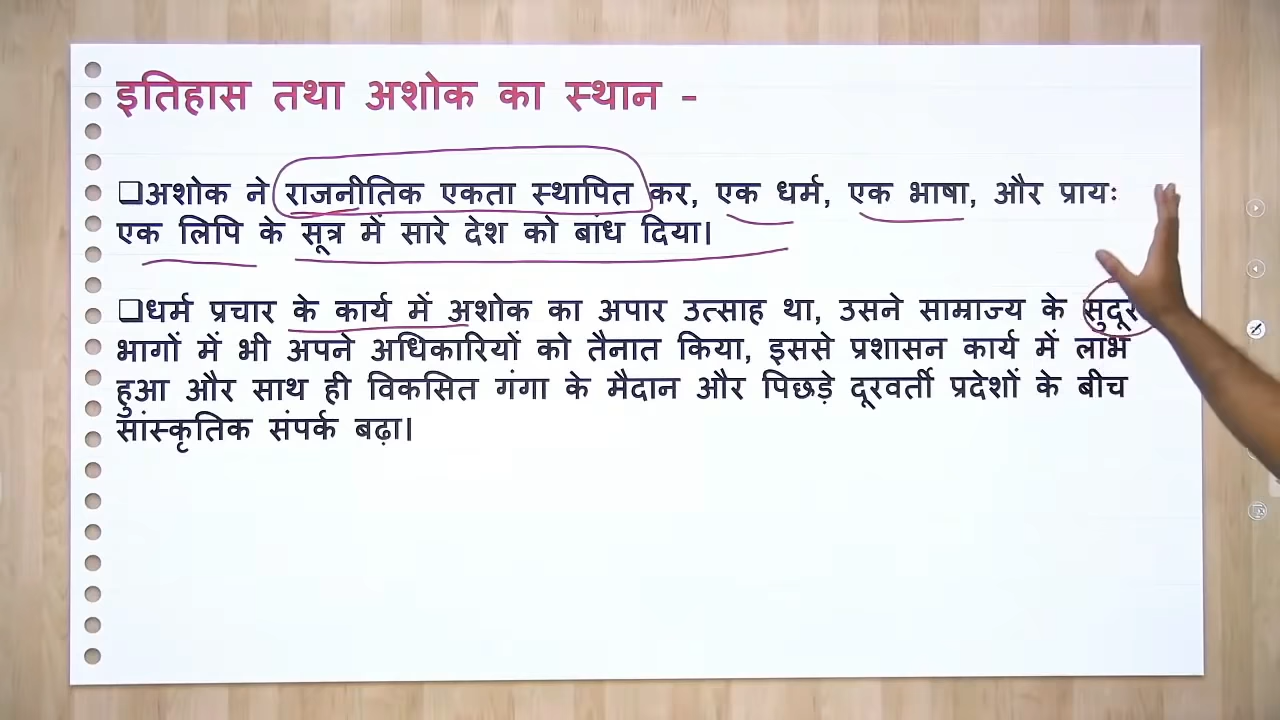 इतिहास तथा अशोक का स्थान -
❑अशोक ने राजनीतिक एकता स्थापित कर, एक धर्म, एक भाषा, और प्रायः
एक लिपि के सूत्र में सारे देश को बांध दिया।
❑धर्म प्रचार के कार्य में अशोक का अपार उत्साह था, उसने साम्राज्य के सुदूर
भागों में भी अपने अधिकारियों को तैनात किया, इससे प्रशासन कार्य में लाभ
हुआ और साथ ही विकसित गंगा के मैदान और पिछड़े दूरवर्ती प्रदेशों के बीच
सांस्कृतिक संपर्क बढ़ा।